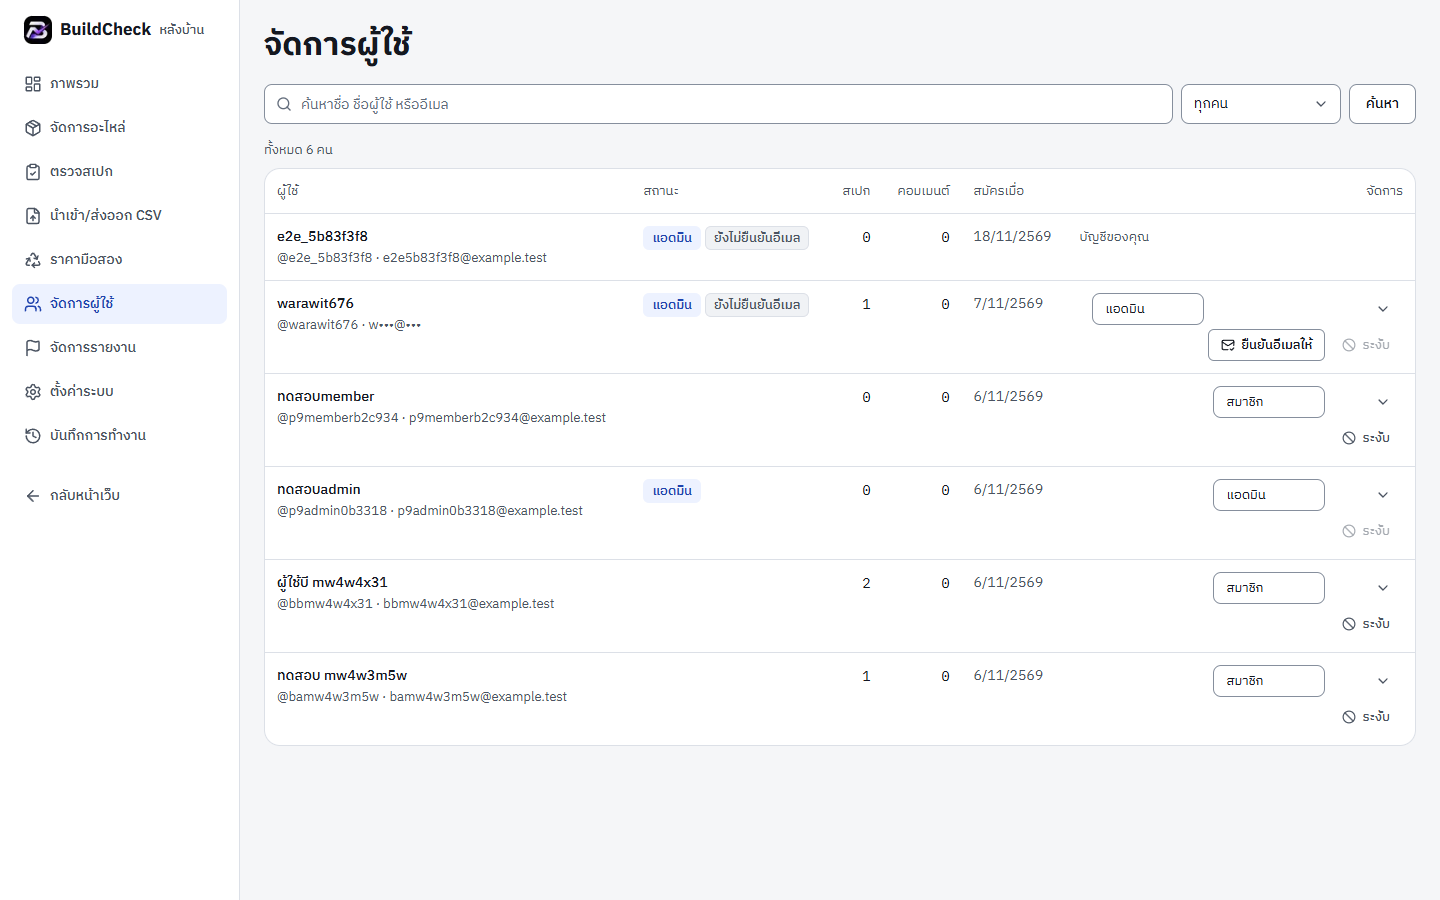 BuildCheck หลังบ้าน
ภาพรวม
จัดการอะไหล่
ตรวจสเปก
นำเข้า/ส่งออก CSV
ราคามือสอง
จัดการผู้ใช้
จัดการรายงาน
ตั้งค่าระบบ
บันทึกการทำงาน
กลับหน้าเว็บ
จัดการผู้ใช้
ค้นหาชื่อ ชื่อผู้ใช้ หรืออีเมล ทุกคน ค้นหา
ทั้งหมด 6 คน
ผู้ใช้ สถานะ สเปก คอมเมนต์ สมัครเมื่อ จัดการ
e2e_5b83f3f8 แอดมิน ยังไม่ยืนยันอีเมล 0 0 18/11/2569 บัญชีของคุณ
@e2e_5b83f3f8 · e2e5b83f3f8@example.test
warawit676 แอดมิน ยังไม่ยืนยันอีเมล 1 0 7/11/2569 แอดมิน
@warawit676 · w•••@••• ยืนยันอีเมลให้ ระงับ
ทดสอบmember 0 0 6/11/2569 สมาชิก
@p9memberb2c934 · p9memberb2c934@example.test
ระงับ
ทดสอบadmin แอดมิน 0 0 6/11/2569 แอดมิน
@p9admin0b3318 · p9admin0b3318@example.test
ระงับ
ผู้ใช้บี mw4w4x31 2 0 6/11/2569 สมาชิก
@bbmw4w4x31 · bbmw4w4x31@example.test
ระงับ
ทดสอบ mw4w3m5w 1 0 6/11/2569 สมาชิก
@bamw4w3m5w · bamw4w3m5w@example.test
ระงับ